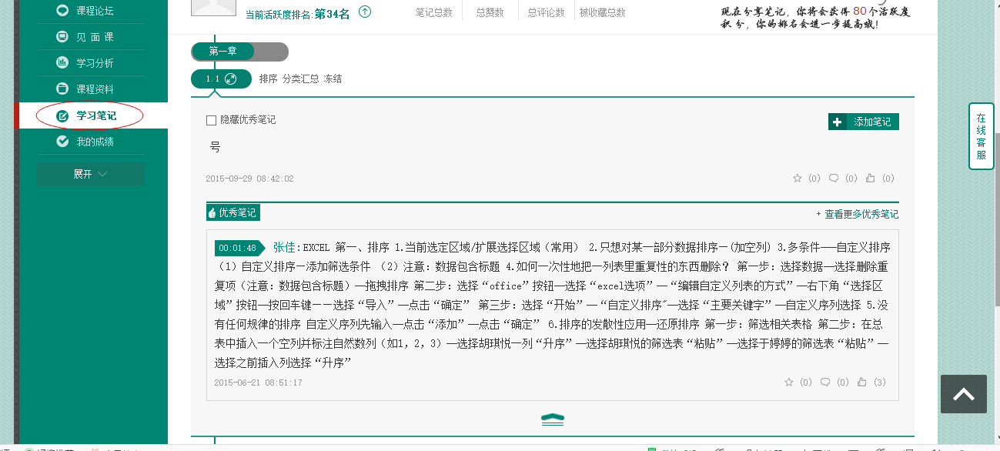 课程论坛
见 面 课
学习分析
课程资料
学习笔记
我的成绩
展开
当前活跃度排名:第34名
笔记总数 总赞数 总评论数 被收藏总数
现在分享笔记，你将会获得 80个活跃度
积 分，你的排名会进一步提高哦！
第一章
1.1 排序 分类汇总 冻结
隐藏优秀笔记
添加笔记
号
2015-09-29 08:42:02 (0) (0) (0)
优秀笔记 + 查看更多优秀笔记
00:01:48 张佳:EXCEL 第一、排序 1.当前选定区域/扩展选择区域（常用） 2.只想对某一部分数据排序—(加空列) 3.多条件——自定义排序
（1）自定义排序—添加筛选条件 （2）注意：数据包含标题 4.如何一次性地把一列表里重复性的东西删除？ 第一步：选择数据—选择删除重
复项（注意：数据包含标题）—拖拽排序 第二步：选择“office”按钮—选择“excel选项”—“编辑自定义列表的方式”—右下角“选择区
域”按钮—按回车键——选择“导入”—点击“确定” 第三步：选择“开始”—“自定义排序"—选择“主要关键字”—自定义序列选择 5.没
有任何规律的排序 自定义序列先输入—点击“添加”—点击“确定” 6.排序的发散性应用—还原排序 第一步：筛选相关表格 第二步：在总
表中插入一个空列并标注自然数列（如1，2，3）—选择胡琪悦一列“升序”—选择胡琪悦的筛选表“粘贴”—选择于婷婷的筛选表“粘贴”—
选择之前插入列选择“升序”
2015-06-21 08:51:17 (0) (0) (3)
在
线
客
服